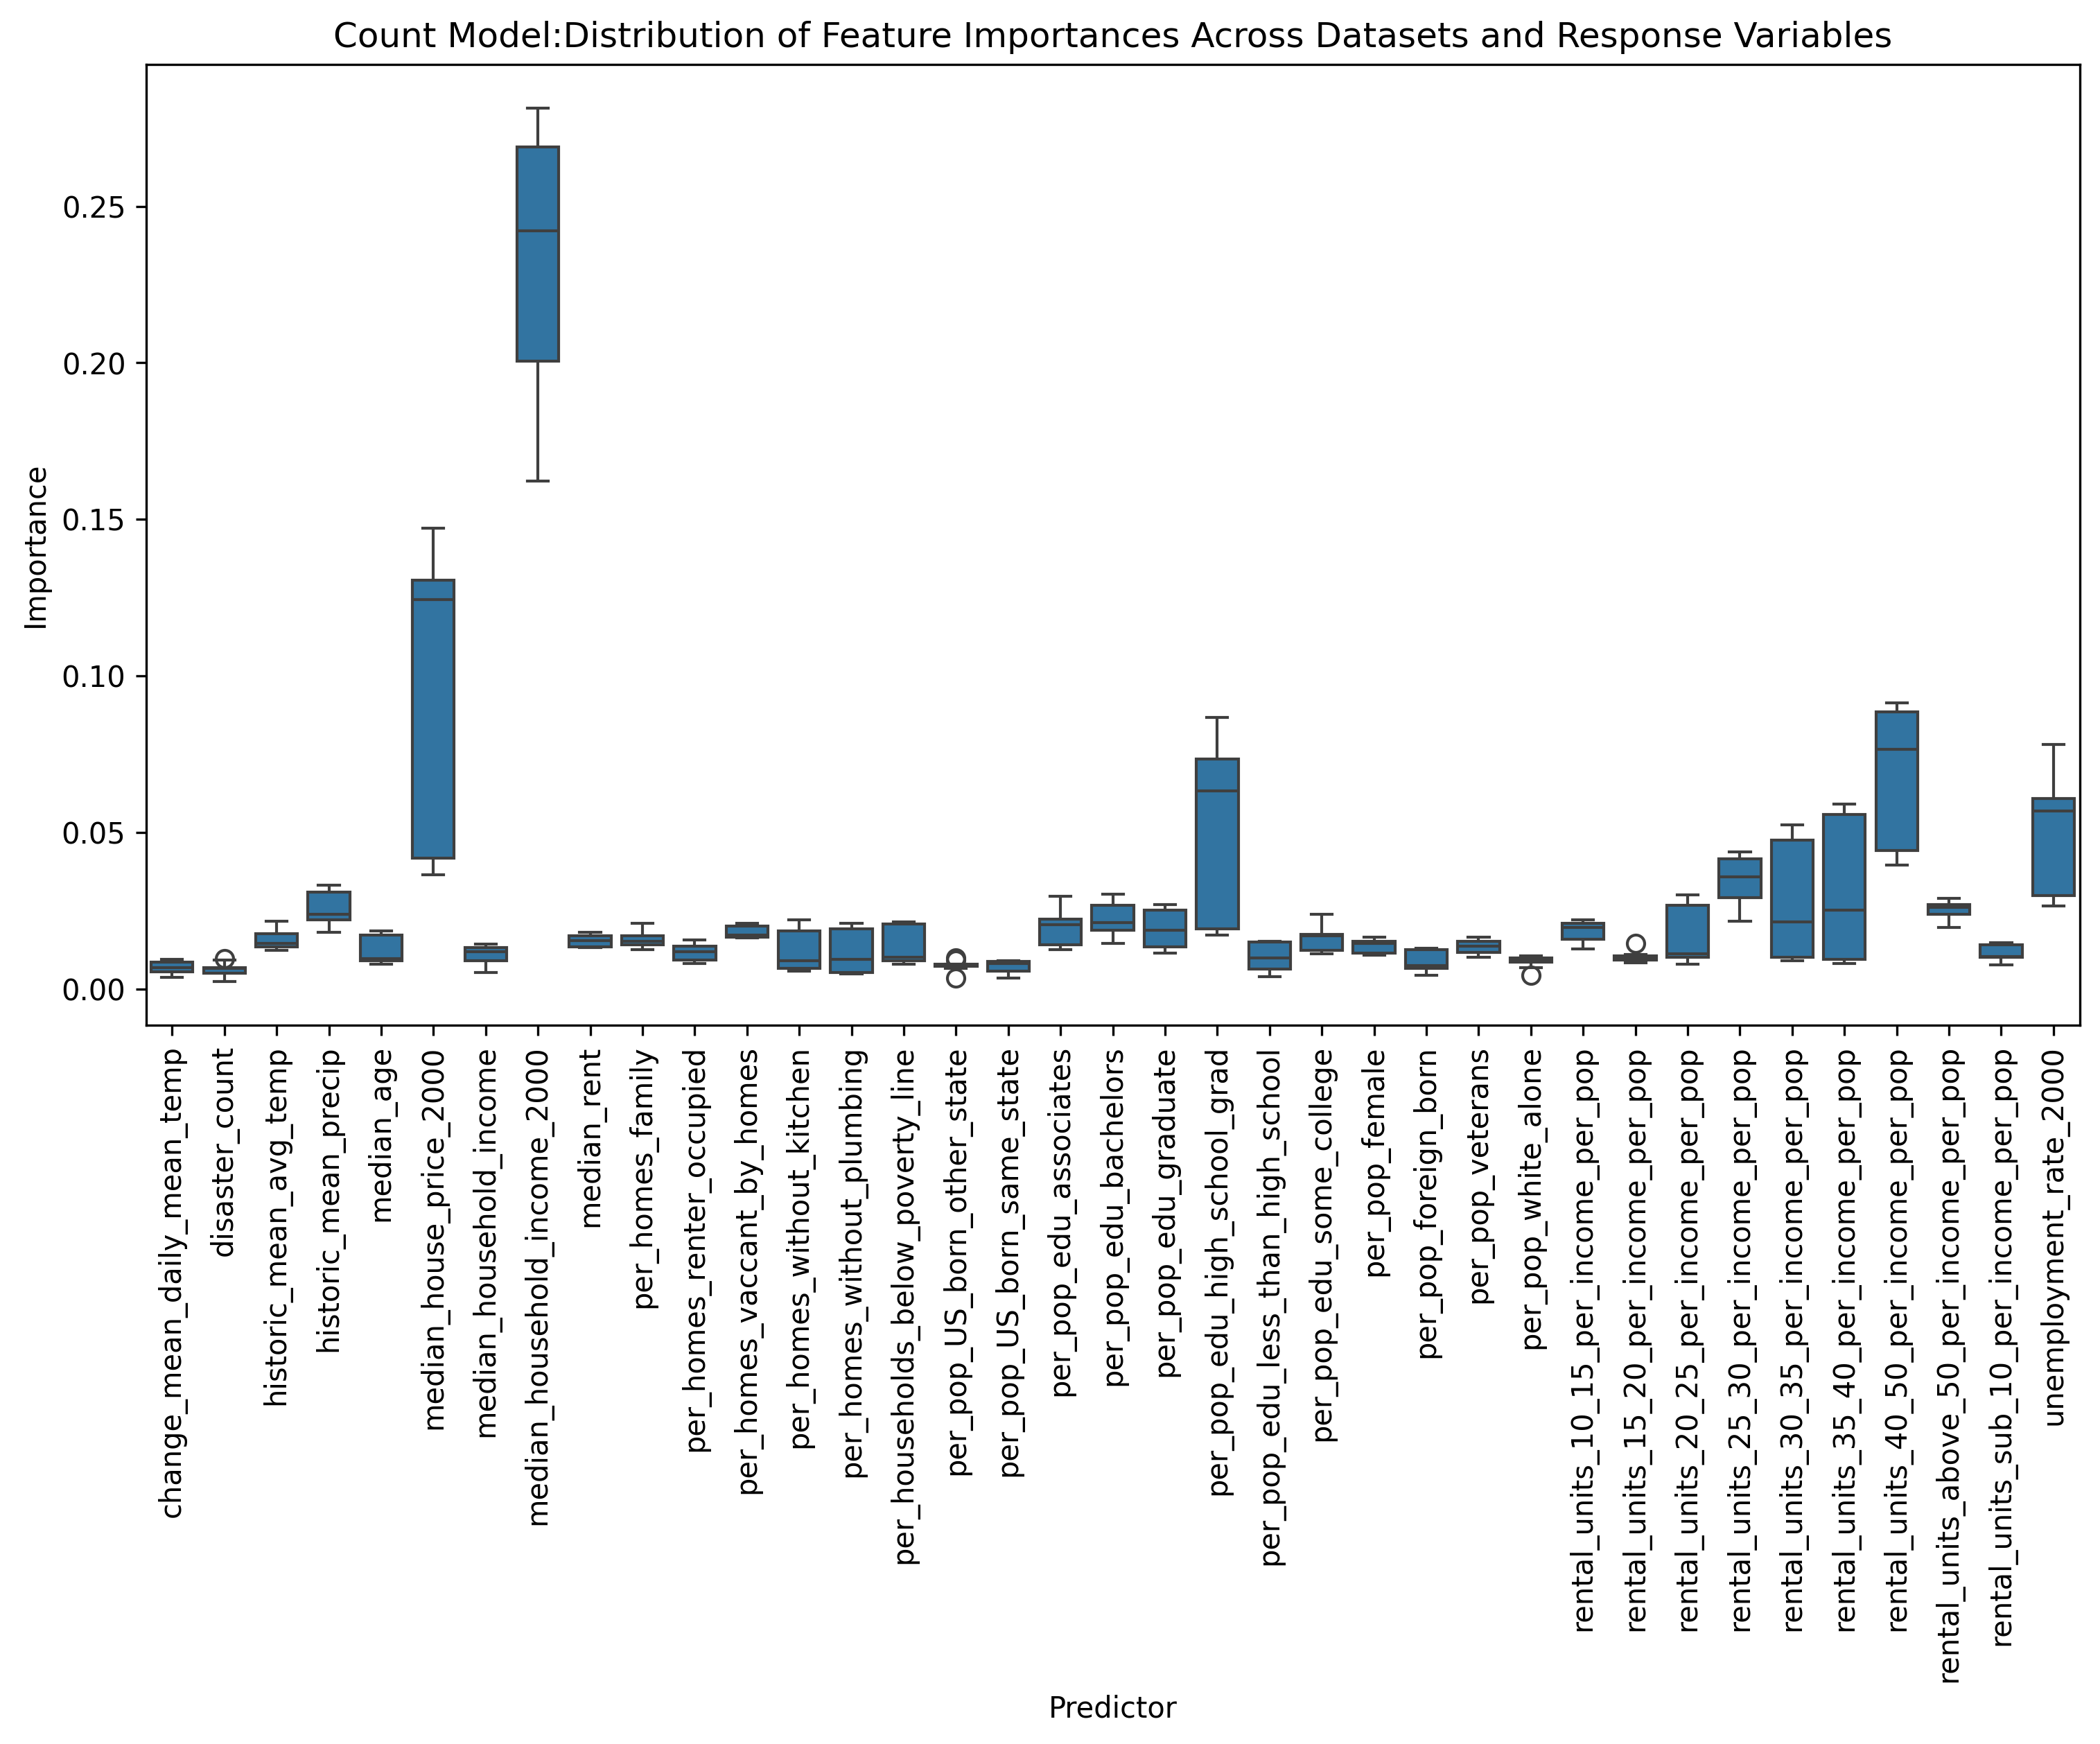 Count Model:Distribution of Feature Importances Across Datasets and Response Variables
Importance
0.25
0.20
0.15
0.10
0.05
0.00
change_mean_daily_mean_temp
disaster_count
historic_mean_avg_temp
historic_mean_precip
median_age
median_house_price_2000
median_household_income
median_household_income_2000
median_rent
per_homes_family
per_homes_renter_occupied
per_homes_vaccant_by_homes
per_homes_without_kitchen
per_homes_without_plumbing
per_households_below_poverty_line
per_pop_US_born_other_state
per_pop_US_born_same_state
per_pop_edu_associates
per_pop_edu_bachelors
per_pop_edu_graduate
per_pop_edu_high_school_grad
per_pop_edu_less_than_high_school
per_pop_edu_some_college
per_pop_female
per_pop_foreign_born
per_pop_veterans
per_pop_white_alone
rental_units_10_15_per_income_per_pop
rental_units_15_20_per_income_per_pop
rental_units_20_25_per_income_per_pop
rental_units_25_30_per_income_per_pop
rental_units_30_35_per_income_per_pop
rental_units_35_40_per_income_per_pop
rental_units_40_50_per_income_per_pop
rental_units_above_50_per_income_per_pop
rental_units_sub_10_per_income_per_pop
unemployment_rate_2000
Predictor